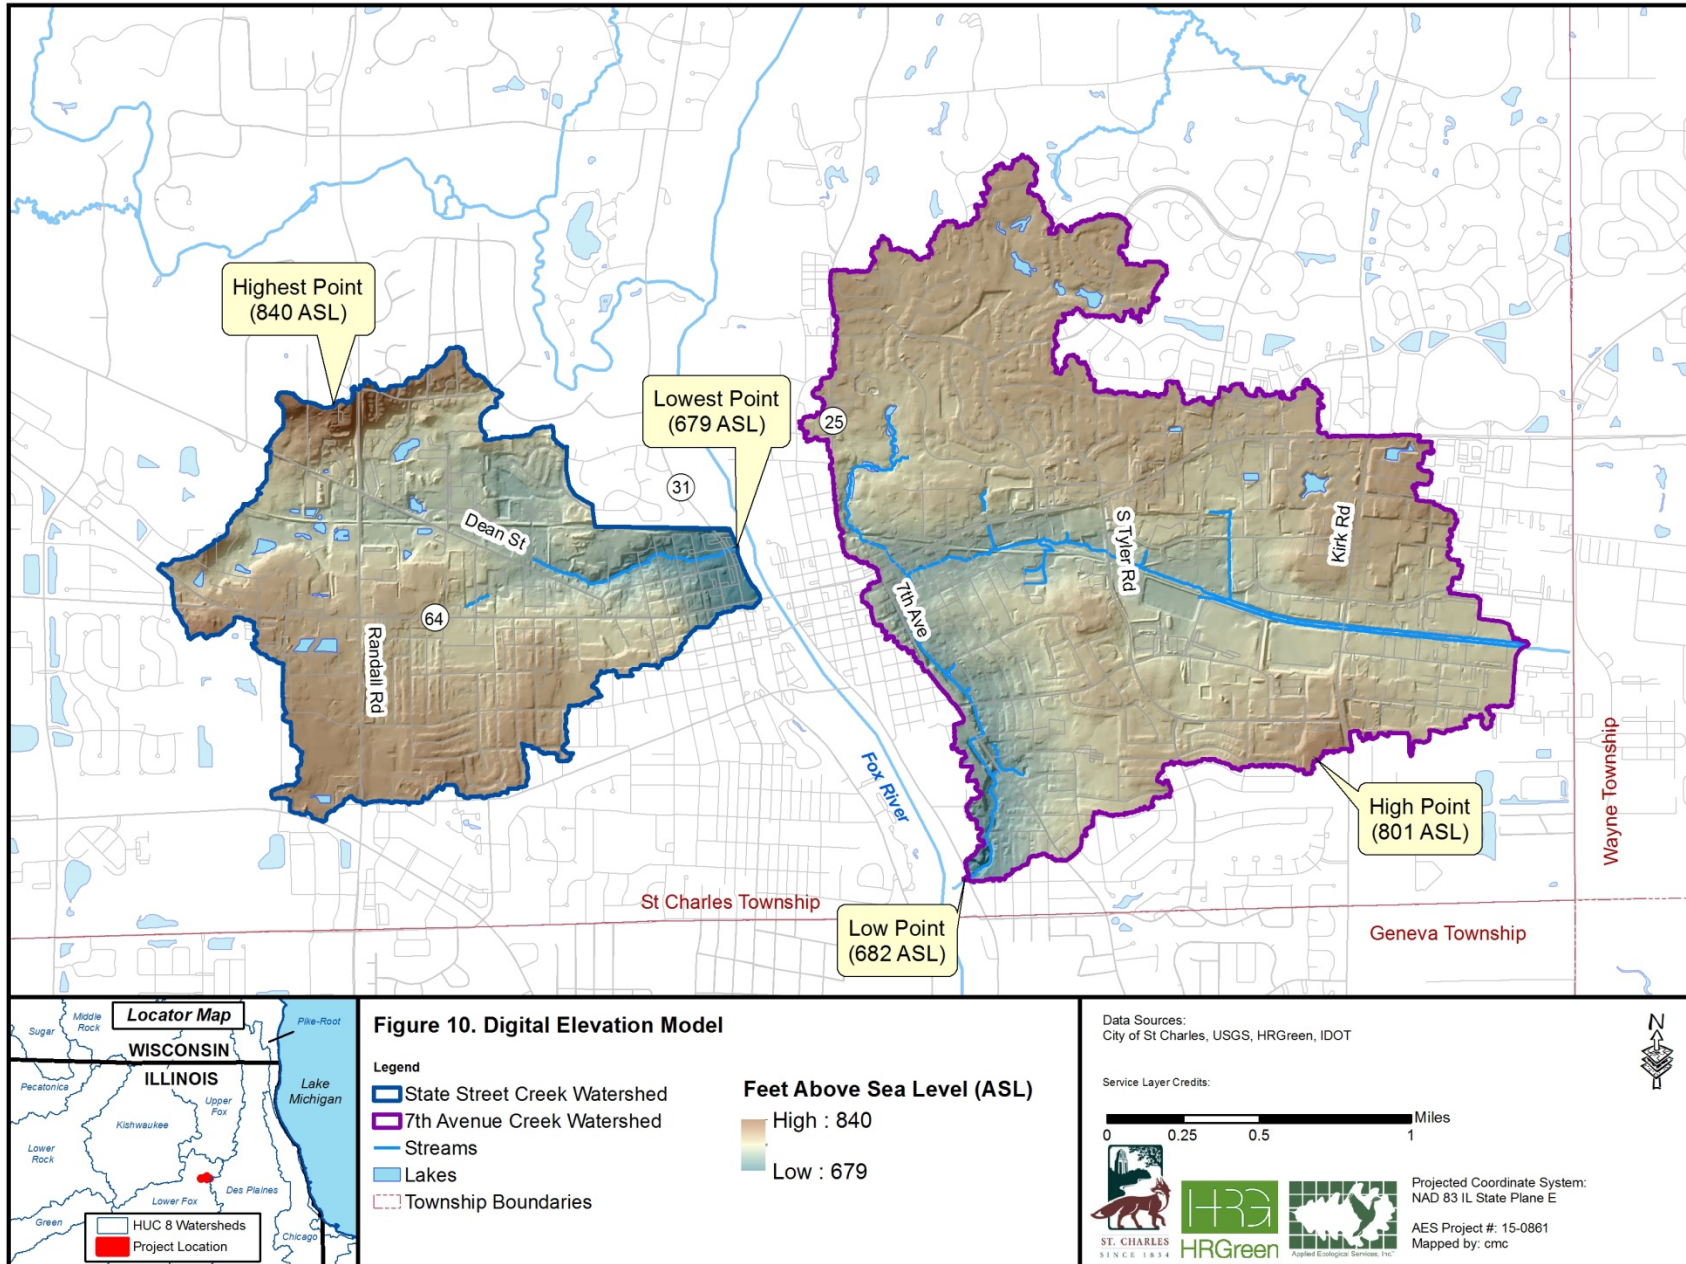 Highest Point
(840 ASL)
Lowest Point
(679 ASL)
25
31
Dean St
S Tyler Rd
Kirk Rd
7th Ave
64
Randall Rd
Fox River
High Point
(801 ASL)
Wayne Township
St Charles Township
Low Point
(682 ASL)
Geneva Township
Locator Map
Sugar
Middle
Rock
Pike-Root
WISCONSIN
ILLINOIS
Lake
Michigan
Pecatonica
Upper
Fox
Kishwaukee
Lower
Rock
Des Plaines
Lower Fox
Green
Chicago
HUC 8 Watersheds
Project Location
Figure 10. Digital Elevation Model
Legend
State Street Creek Watershed
7th Avenue Creek Watershed
Streams
Lakes
Township Boundaries
Feet Above Sea Level (ASL)
High : 840
Low : 679
Data Sources:
City of St Charles, USGS, HRGreen, IDOT
Service Layer Credits:
N
Miles
0 0.25 0.5 1
ST. CHARLES
SINCE 1834
HRG
HRGreen
Applied Ecological Services, Inc.
Projected Coordinate System:
NAD 83 IL State Plane E
AES Project #: 15-0861
Mapped by: cmc